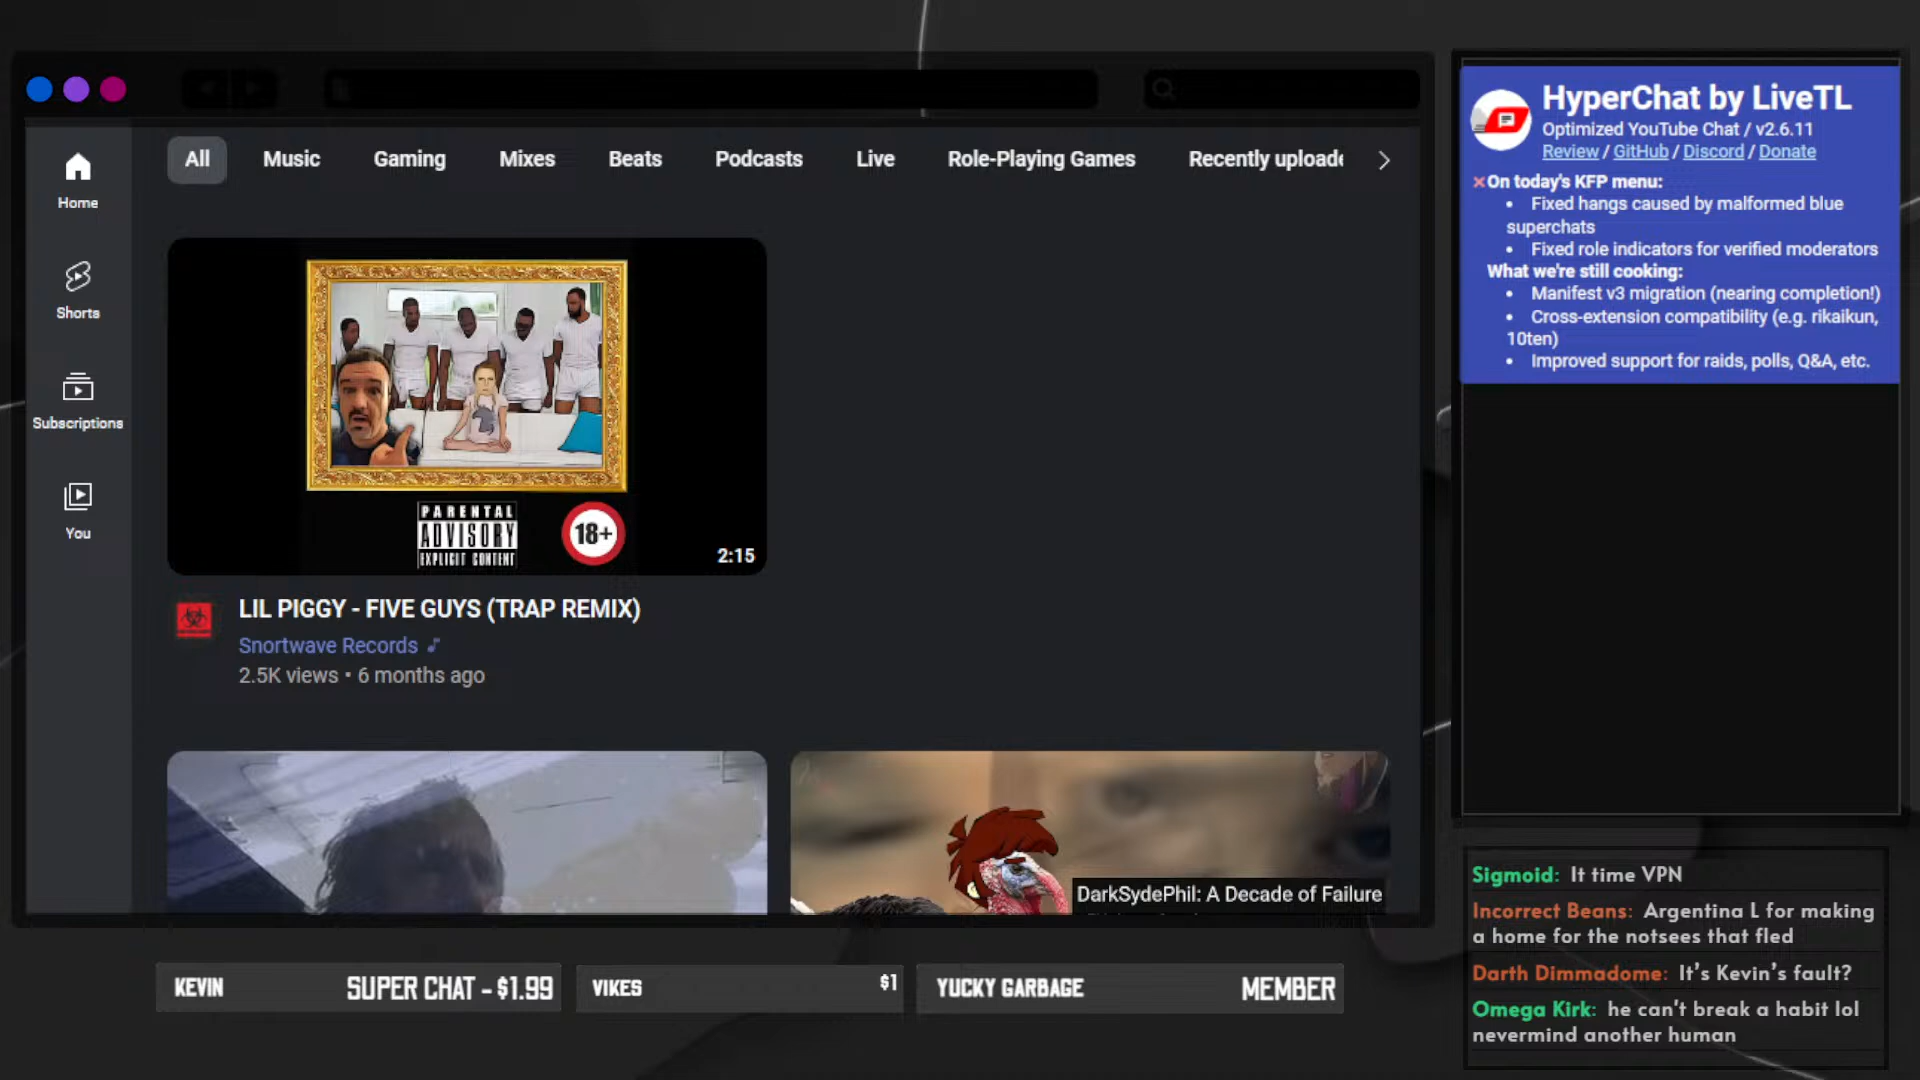 All Music Gaming Mixes Beats Podcasts Live Role-Playing Games Recently uploade
Home
Shorts
Subscriptions
You
PARENTAL
ADVISORY
EXPLICIT CONTENT
18+
2:15
LIL PIGGY - FIVE GUYS (TRAP REMIX)
Snortwave Records
2.5K views • 6 months ago
DarkSydePhil: A Decade of Failure
KEVIN SUPER CHAT - $1.99
VIKES $1
YUCKY GARBAGE MEMBER
HyperChat by LiveTL
Optimized YouTube Chat / v2.6.11
Review / GitHub / Discord / Donate
×On today's KFP menu:
• Fixed hangs caused by malformed blue
superchats
• Fixed role indicators for verified moderators
What we're still cooking:
• Manifest v3 migration (nearing completion!)
• Cross-extension compatibility (e.g. rikaikun,
10ten)
• Improved support for raids, polls, Q&A, etc.
Sigmoid: It time VPN
Incorrect Beans: Argentina L for making
a home for the notsees that fled
Darth Dimmadome: It's Kevin's fault?
Omega Kirk: he can't break a habit lol
nevermind another human